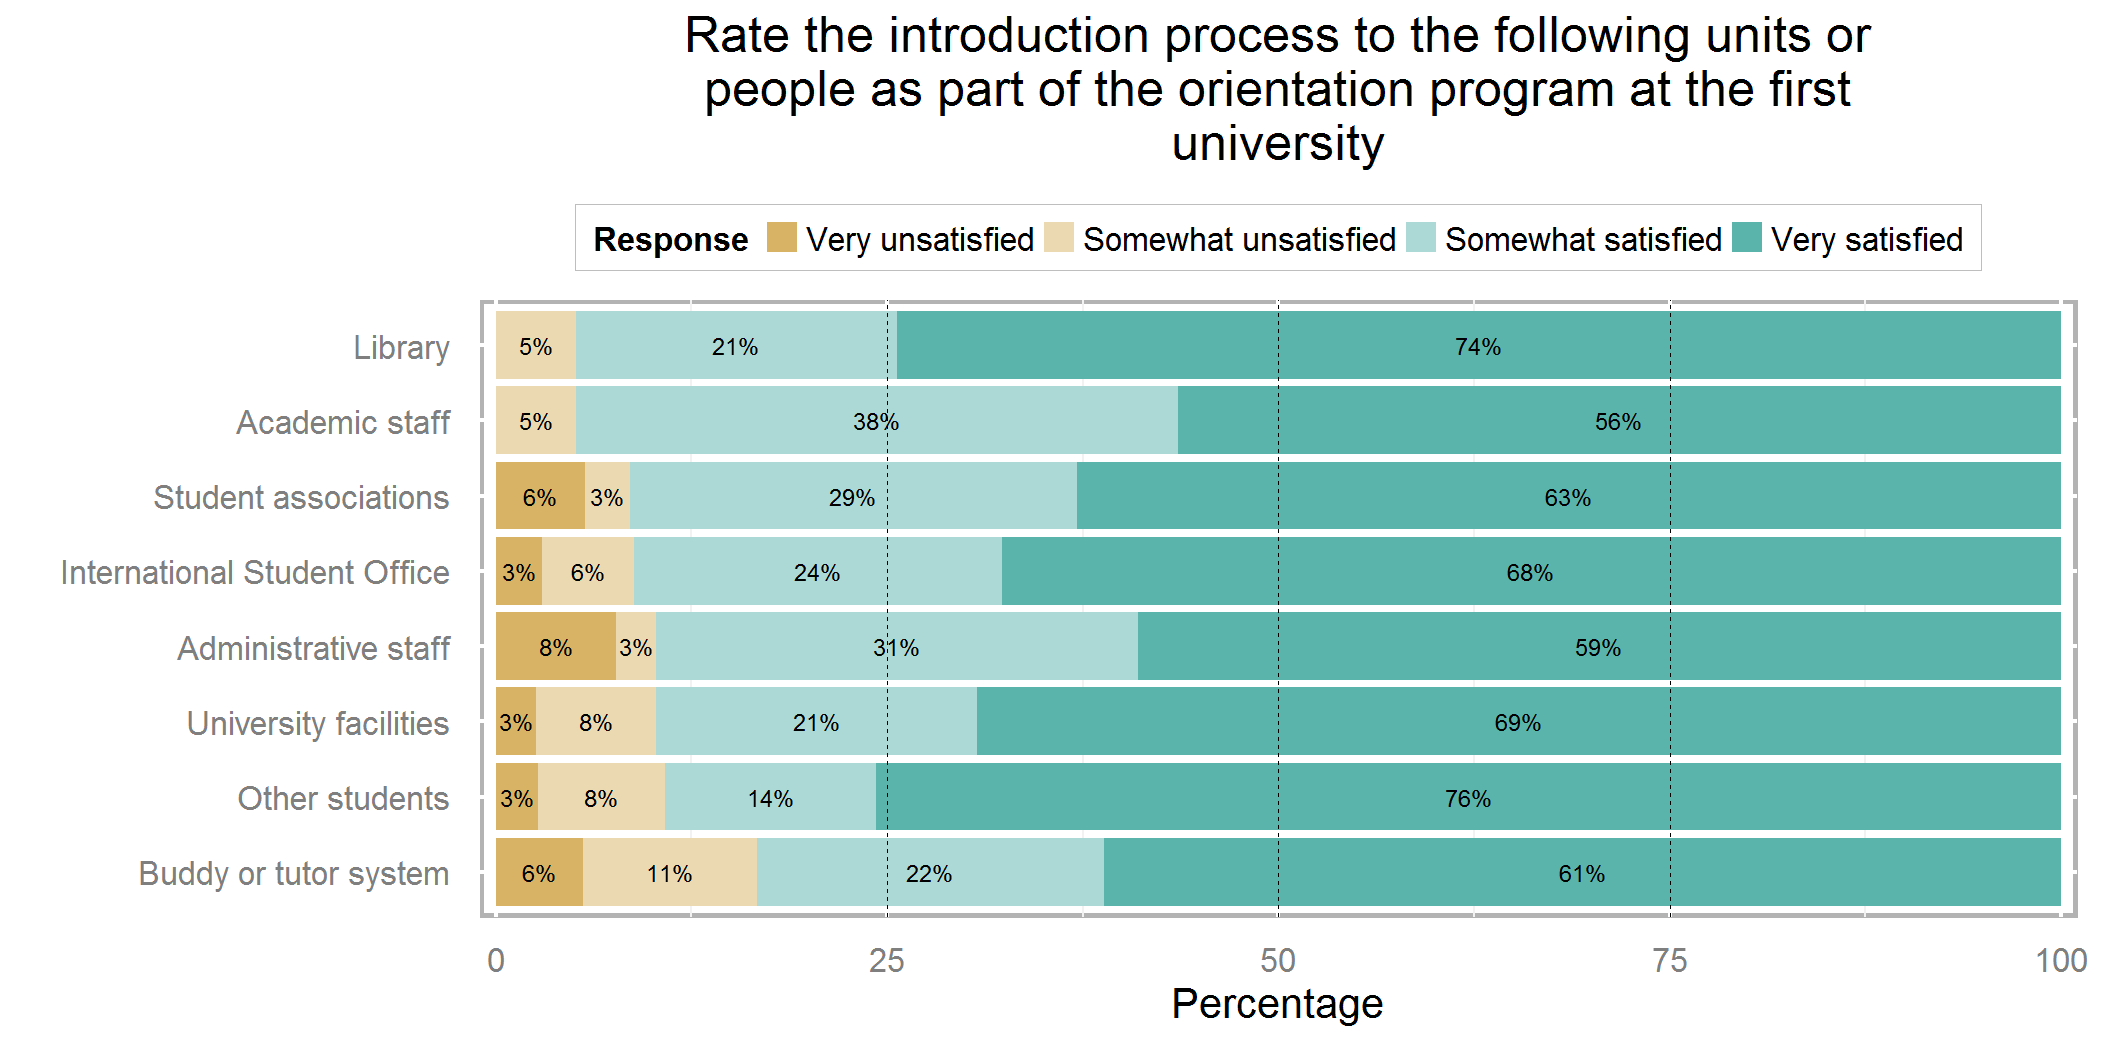 Rate the introduction process to the following units or
people as part of the orientation program at the first
university
Response Very unsatisfied Somewhat unsatisfied Somewhat satisfied Very satisfied
Library 5% 21% 74%
Academic staff 5% 38% 56%
Student associations 6% 3% 29% 63%
International Student Office 3% 6% 24% 68%
Administrative staff 8% 3% 31% 59%
University facilities 3% 8% 21% 69%
Other students 3% 8% 14% 76%
Buddy or tutor system 6% 11% 22% 61%
0 25 50 75 100
Percentage